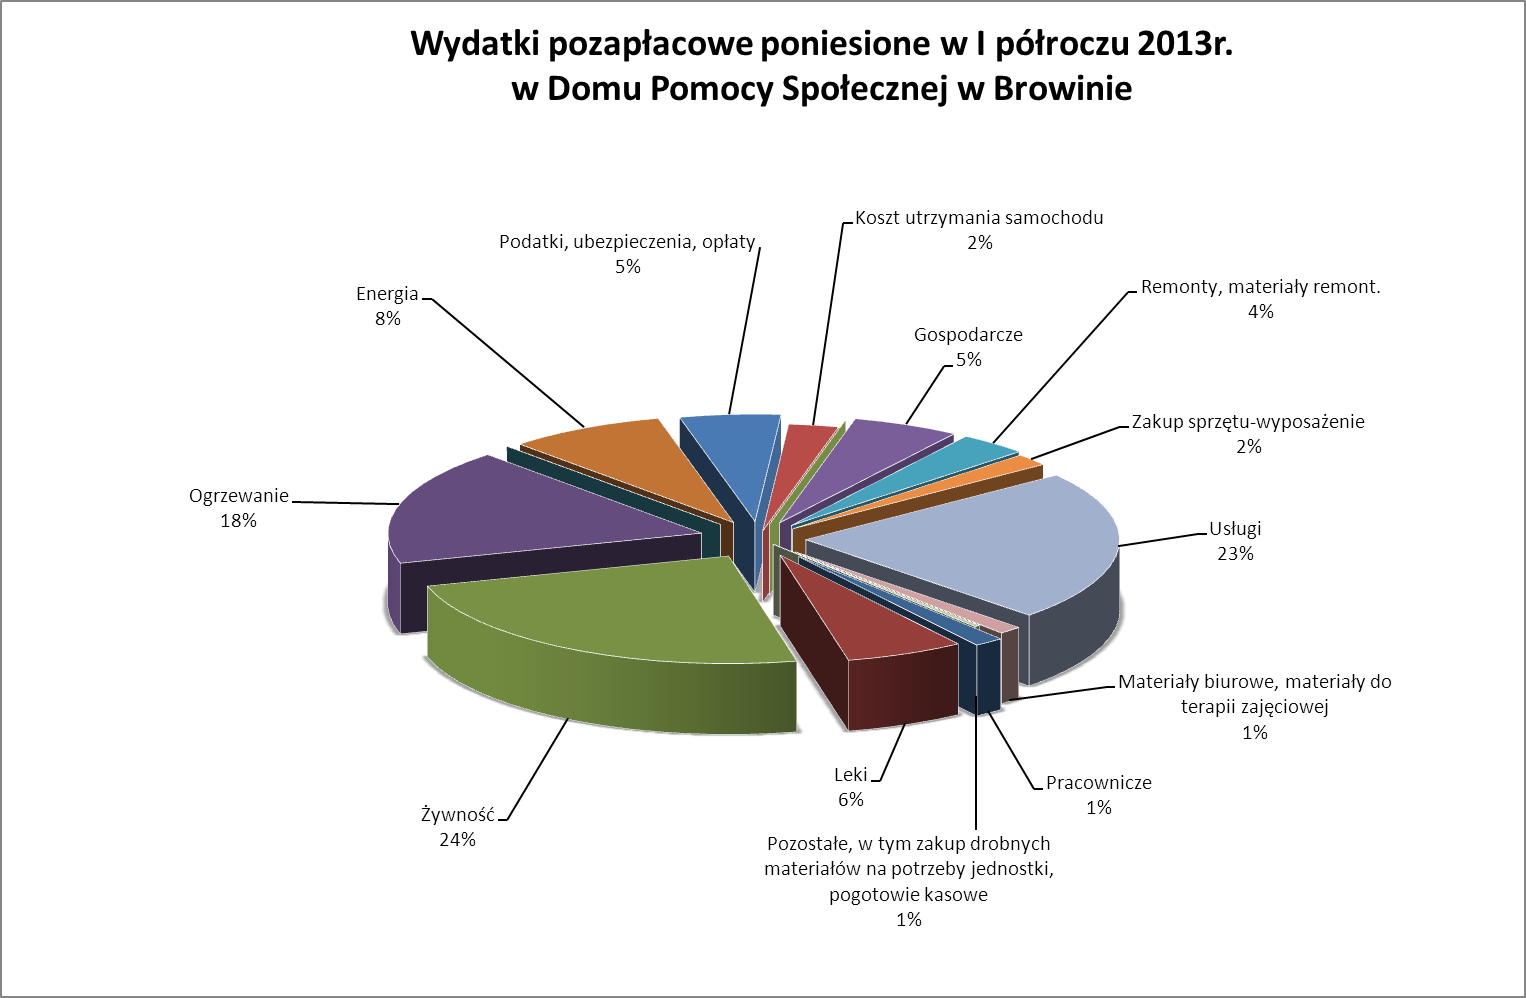 Wydatki pozapłacowe poniesione w I półroczu 2013r.
w Domu Pomocy Społecznej w Browinie
Koszt utrzymania samochodu
2%
Podatki, ubezpieczenia, opłaty
5%
Energia
8%
Remonty, materiały remont.
4%
Gospodarcze
5%
Zakup sprzętu-wyposażenie
2%
Ogrzewanie
18%
Usługi
23%
Materiały biurowe, materiały do
terapii zajęciowej
1%
Leki
6%
Pracownicze
1%
Żywność
24%
Pozostałe, w tym zakup drobnych
materiałów na potrzeby jednostki,
pogotowie kasowe
1%